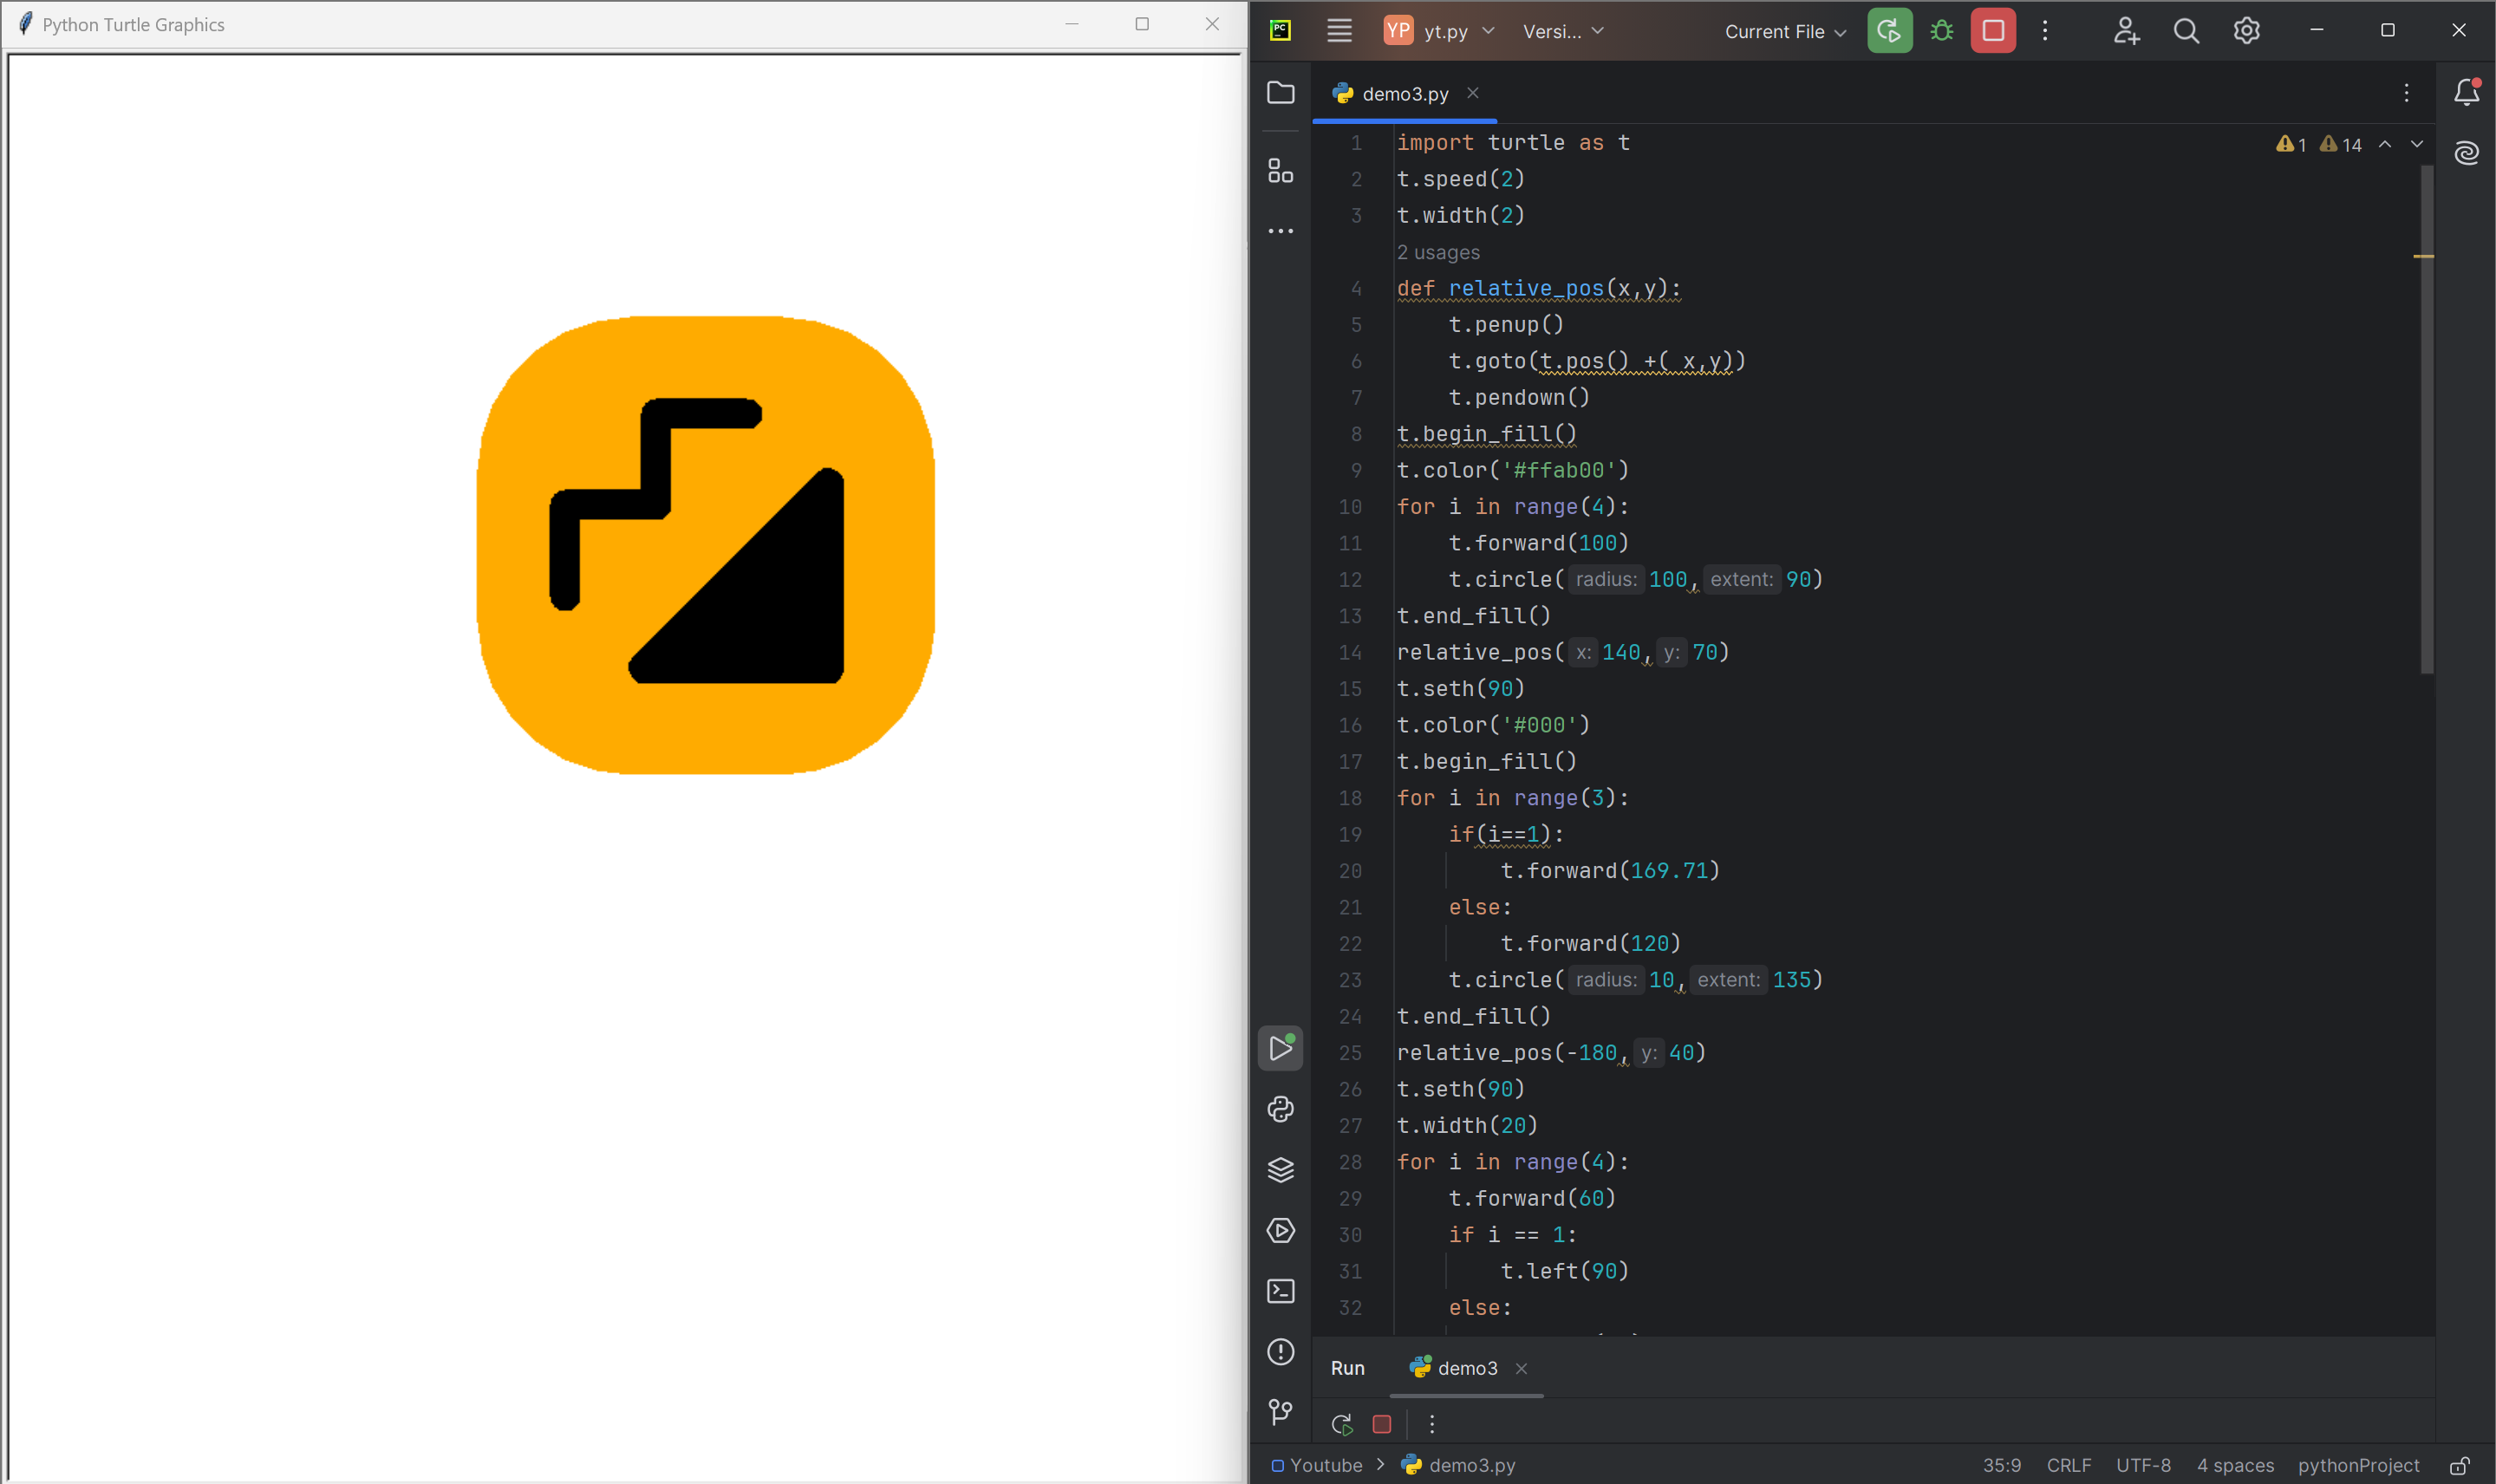 Python Turtle Graphics
PC
YP yt.py Versi... Current File
demo3.py
1 import turtle as t
1 14
2 t.speed(2)
3 t.width(2)
2 usages
4 def relative_pos(x,y):
5 t.penup()
6 t.goto(t.pos() +( x,y))
7 t.pendown()
8 t.begin_fill()
9 t.color('#ffab00')
10 for i in range(4):
11 t.forward(100)
12 t.circle( radius: 100, extent: 90)
13 t.end_fill()
14 relative_pos( x: 140, y: 70)
15 t.seth(90)
16 t.color('#000')
17 t.begin_fill()
18 for i in range(3):
19 if(i==1):
20 t.forward(169.71)
21 else:
22 t.forward(120)
23 t.circle( radius: 10, extent: 135)
24 t.end_fill()
25 relative_pos(-180, y: 40)
26 t.seth(90)
27 t.width(20)
28 for i in range(4):
29 t.forward(60)
30 if i == 1:
31 t.left(90)
32 else:
Run demo3
Youtube > demo3.py 35:9 CRLF UTF-8 4 spaces pythonProject